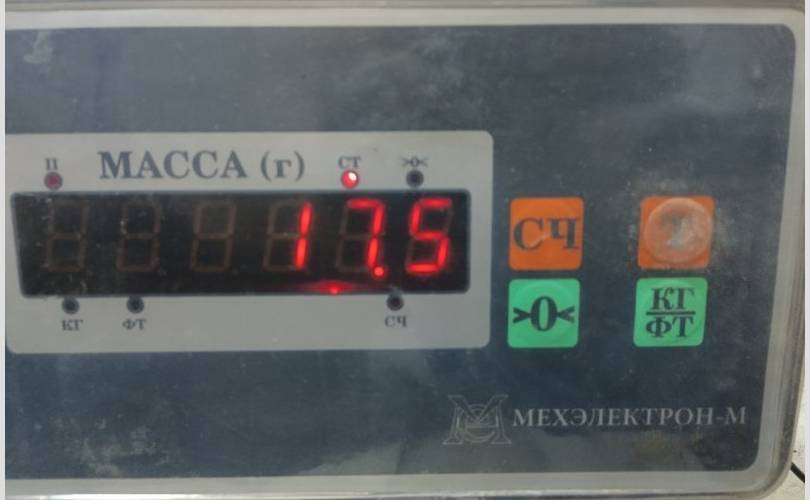 П МАССА (г) СТ >0<
17.5
КГ ФТ СЧ
СЧ
>0< КГ
ФТ
МЕХЭЛЕКТРОН-М